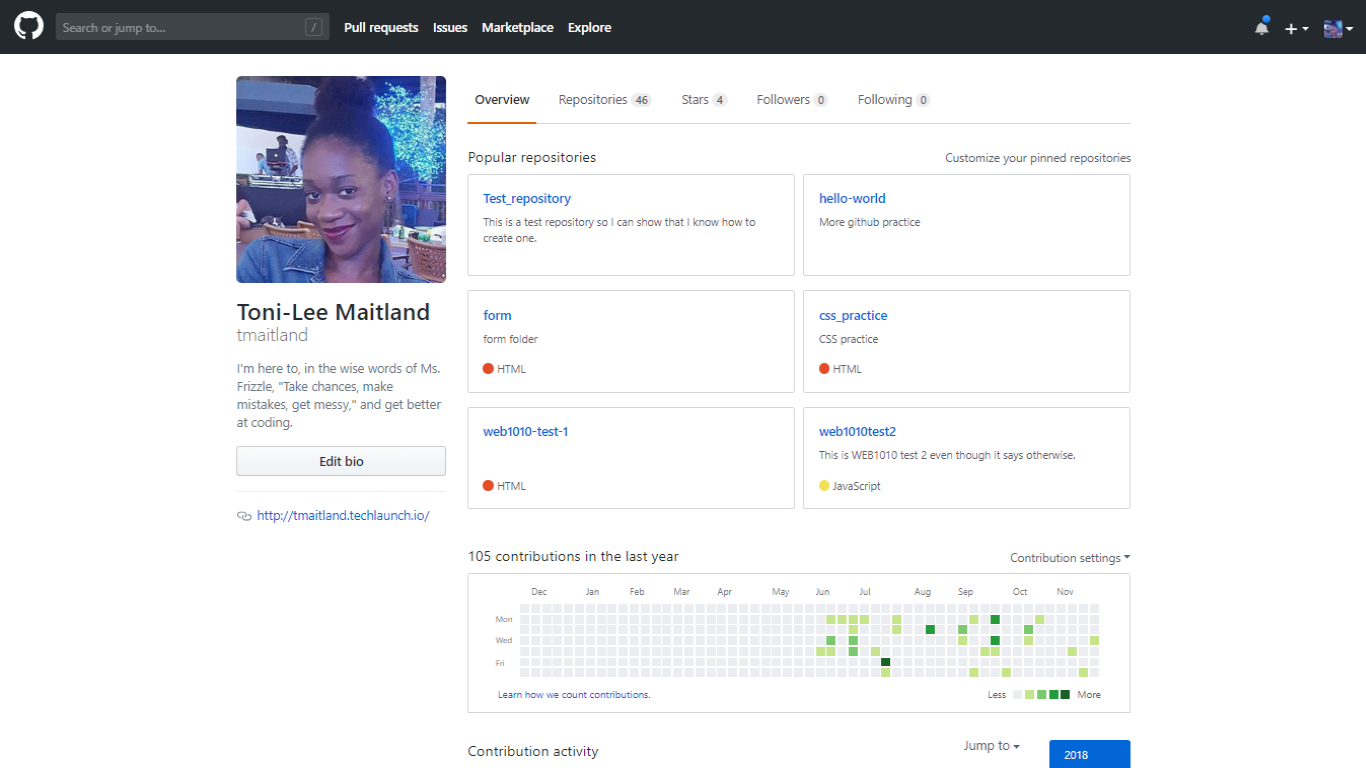 Search or jump to... /
Pull requests Issues Marketplace Explore
Overview Repositories 46 Stars 4 Followers 0 Following 0
Toni-Lee Maitland
tmaitland
I'm here to, in the wise words of Ms.
Frizzle, "Take chances, make
mistakes, get messy," and get better
at coding.
Edit bio
http://tmaitland.techlaunch.io/
Popular repositories
Customize your pinned repositories
Test_repository
This is a test repository so I can show that I know how to
create one.
hello-world
More github practice
form
form folder
HTML
css_practice
CSS practice
HTML
web1010-test-1
HTML
web1010test2
This is WEB1010 test 2 even though it says otherwise.
JavaScript
105 contributions in the last year
Contribution settings
Dec Jan Feb Mar Apr May Jun Jul Aug Sep Oct Nov
Mon
Wed
Fri
Learn how we count contributions.
Less More
Contribution activity
Jump to
2018